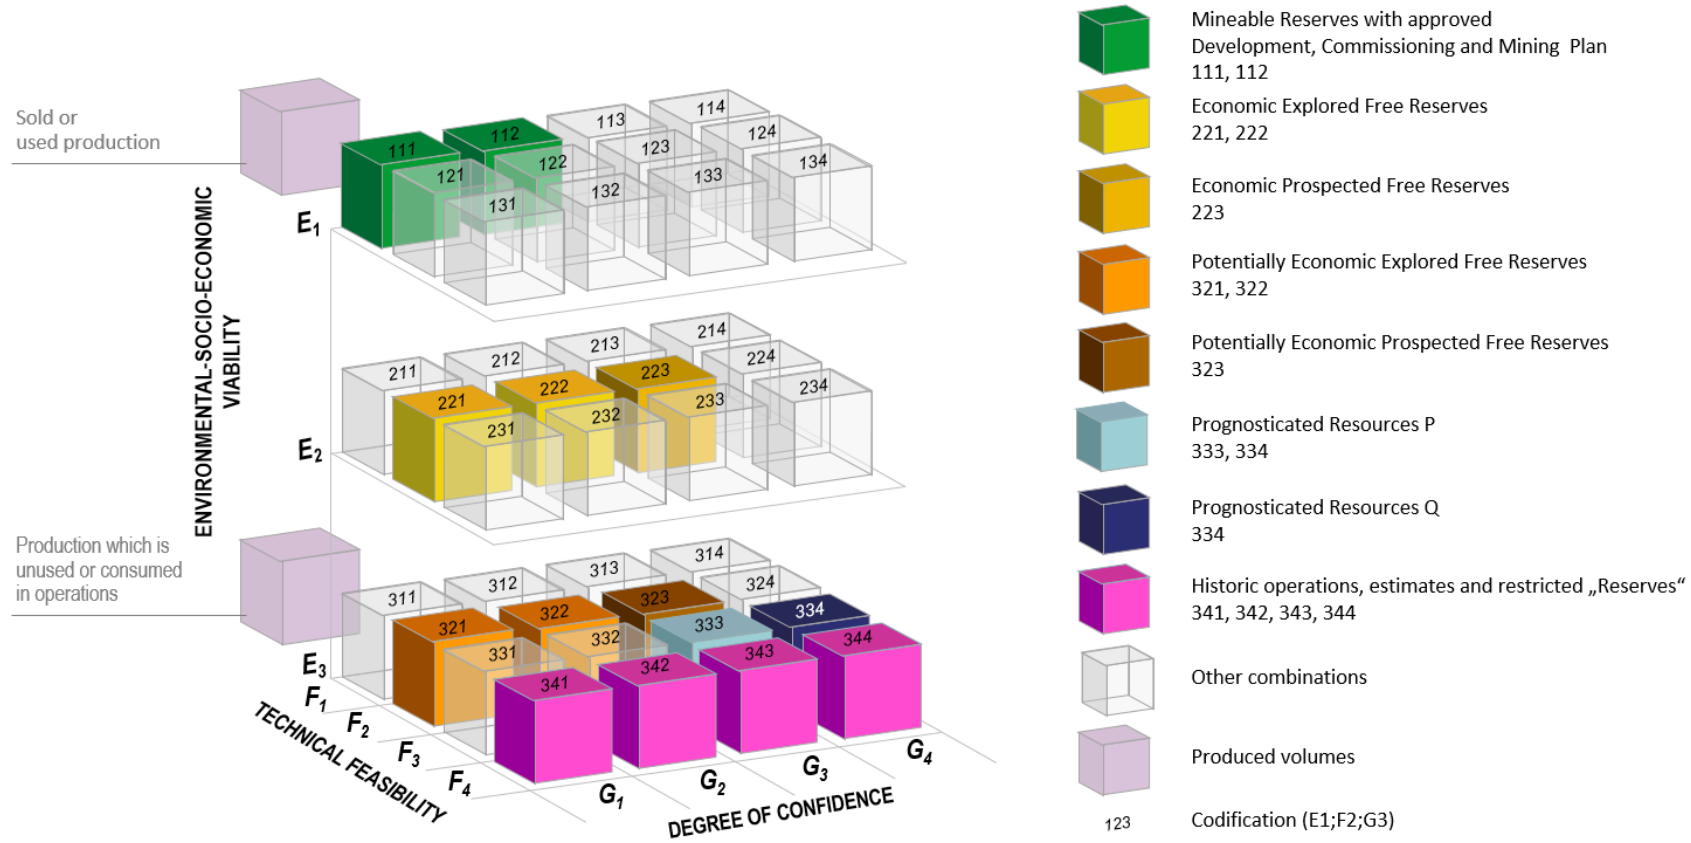 Sold or
used production
ENVIRONMENTAL-SOCIO-ECONOMIC
VIABILITY
Production which is
unused or consumed
in operations
E1
111
112
113
114
121
122
123
124
131
132
133
134
E2
211
212
213
214
221
222
223
224
231
232
233
234
E3
311
312
313
314
321
322
323
324
331
332
333
334
341
342
343
344
F1
F2
F3
F4
TECHNICAL FEASIBILITY
G1
G2
G3
G4
DEGREE OF CONFIDENCE
Mineable Reserves with approved
Development, Commissioning and Mining Plan
111, 112
Economic Explored Free Reserves
221, 222
Economic Prospected Free Reserves
223
Potentially Economic Explored Free Reserves
321, 322
Potentially Economic Prospected Free Reserves
323
Prognosticated Resources P
333, 334
Prognosticated Resources Q
334
Historic operations, estimates and restricted „Reserves“
341, 342, 343, 344
Other combinations
Produced volumes
123
Codification (E1;F2;G3)